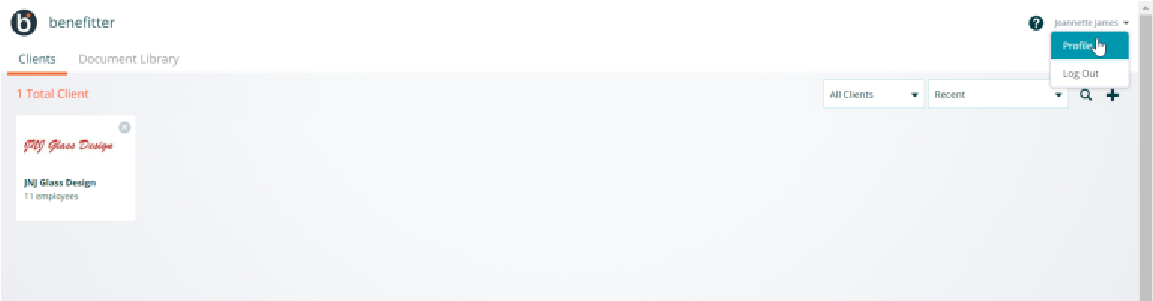 benefitter
? Jeannette James
Profile
Log Out
Clients Document Library
1 Total Client
All Clients Recent
JNJ Glass Design
JNJ Glass Design
11 employees